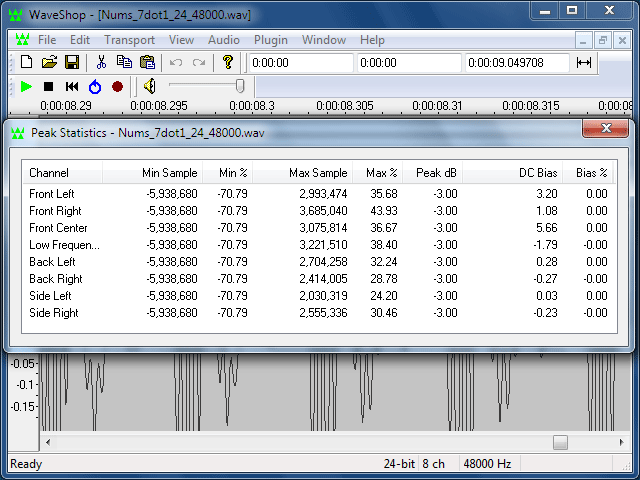 WaveShop - [Nums_7dot1_24_48000.wav]
File Edit Transport View Audio Plugin Window Help
0:00:00 0:00:00 0:00:09.049708
0:00:08.29 0:00:08.295 0:00:08.3 0:00:08.305 0:00:08.31 0:00:08.315
Peak Statistics - Nums_7dot1_24_48000.wav
Channel Min Sample Min % Max Sample Max % Peak dB DC Bias Bias %
Front Left -5,938,680 -70.79 2,993,474 35.68 -3.00 3.20 0.00
Front Right -5,938,680 -70.79 3,685,040 43.93 -3.00 1.08 0.00
Front Center -5,938,680 -70.79 3,075,814 36.67 -3.00 5.66 0.00
Low Frequen... -5,938,680 -70.79 3,221,510 38.40 -3.00 -1.79 -0.00
Back Left -5,938,680 -70.79 2,704,258 32.24 -3.00 0.28 0.00
Back Right -5,938,680 -70.79 2,414,005 28.78 -3.00 -0.27 -0.00
Side Left -5,938,680 -70.79 2,030,319 24.20 -3.00 0.03 0.00
Side Right -5,938,680 -70.79 2,555,336 30.46 -3.00 -0.23 -0.00
-0.05
-0.1
-0.15
Ready 24-bit 8 ch 48000 Hz